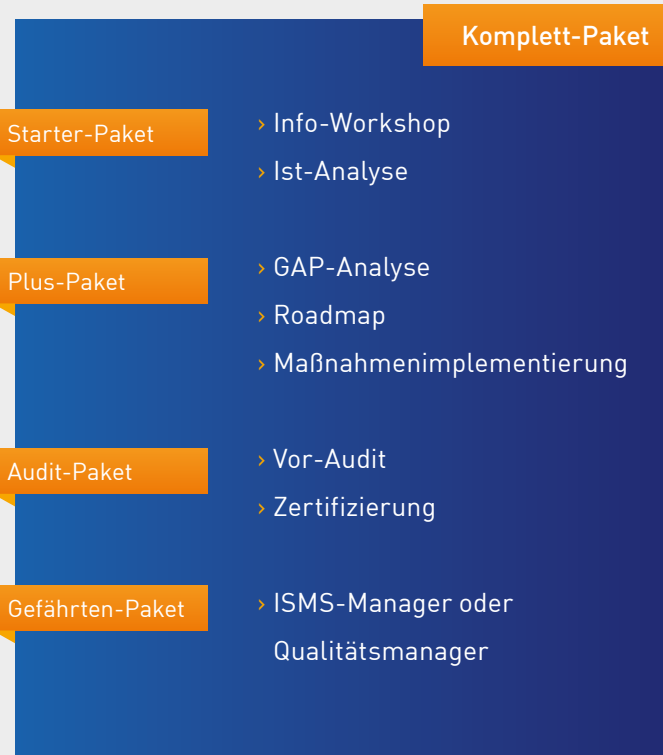 Komplett-Paket
Starter-Paket
› Info-Workshop
› Ist-Analyse
Plus-Paket
› GAP-Analyse
› Roadmap
› Maßnahmenimplementierung
Audit-Paket
› Vor-Audit
› Zertifizierung
Gefährten-Paket
› ISMS-Manager oder
Qualitätsmanager